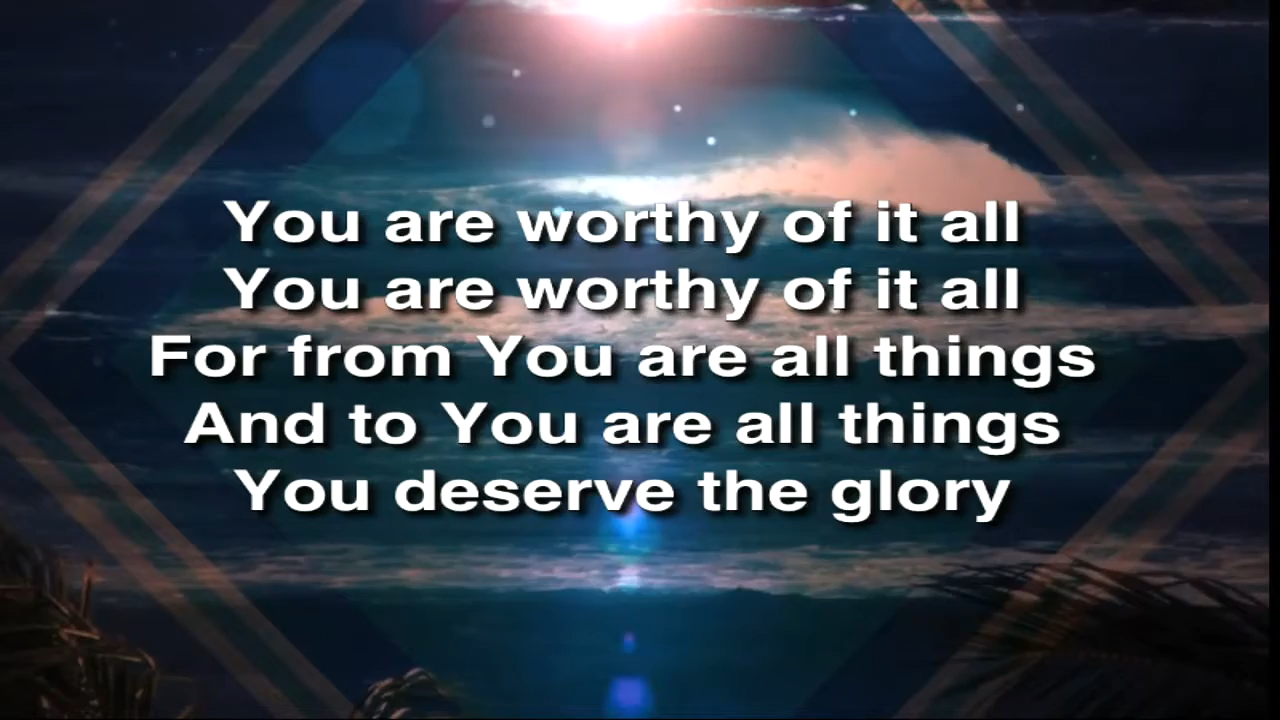 You are worthy of it all
You are worthy of it all
For from You are all things
And to You are all things
You deserve the glory